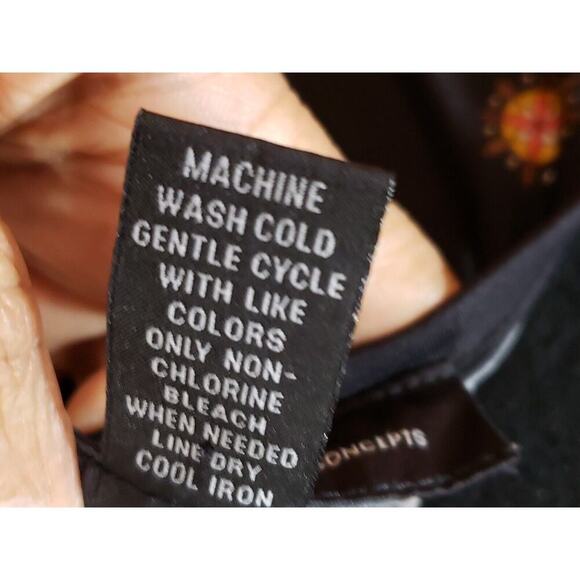 MACHINE
WASH COLD
GENTLE CYCLE
WITH LIKE
COLORS
ONLY NON-
CHLORINE
BLEACH
WHEN NEEDED
LINE DRY
COOL IRON
CONCEPTS